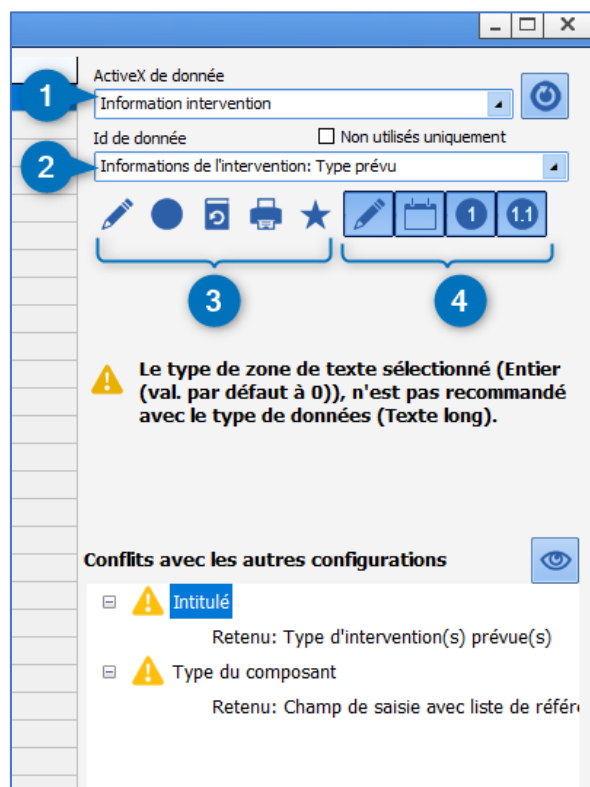 ActiveX de donnée
1
Information intervention
Id de donnée
Non utilisés uniquement
2
Informations de l'intervention: Type prévu
1
1.1
3
4
Le type de zone de texte sélectionné (Entier
(val. par défaut à 0)), n'est pas recommandé
avec le type de données (Texte long).
Conflits avec les autres configurations
Intitulé
Retenu: Type d'intervention(s) prévue(s)
Type du composant
Retenu: Champ de saisie avec liste de référe